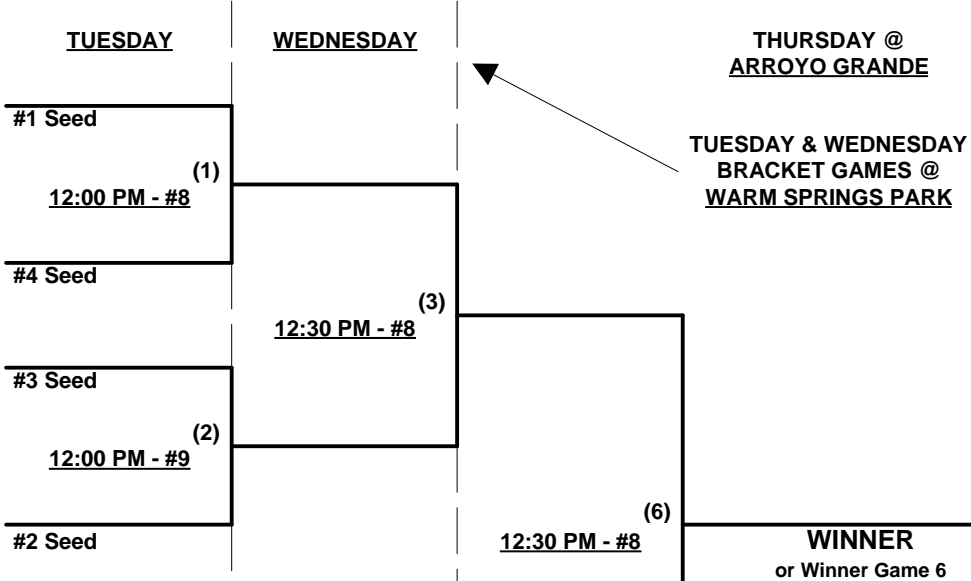 TUESDAY
WEDNESDAY
THURSDAY @
ARROYO GRANDE
#1 Seed
(1)
12:00 PM - #8
TUESDAY & WEDNESDAY
BRACKET GAMES @
WARM SPRINGS PARK
#4 Seed
(3)
12:30 PM - #8
#3 Seed
(2)
12:00 PM - #9
#2 Seed
(6)
12:30 PM - #8
WINNER
or Winner Game 6